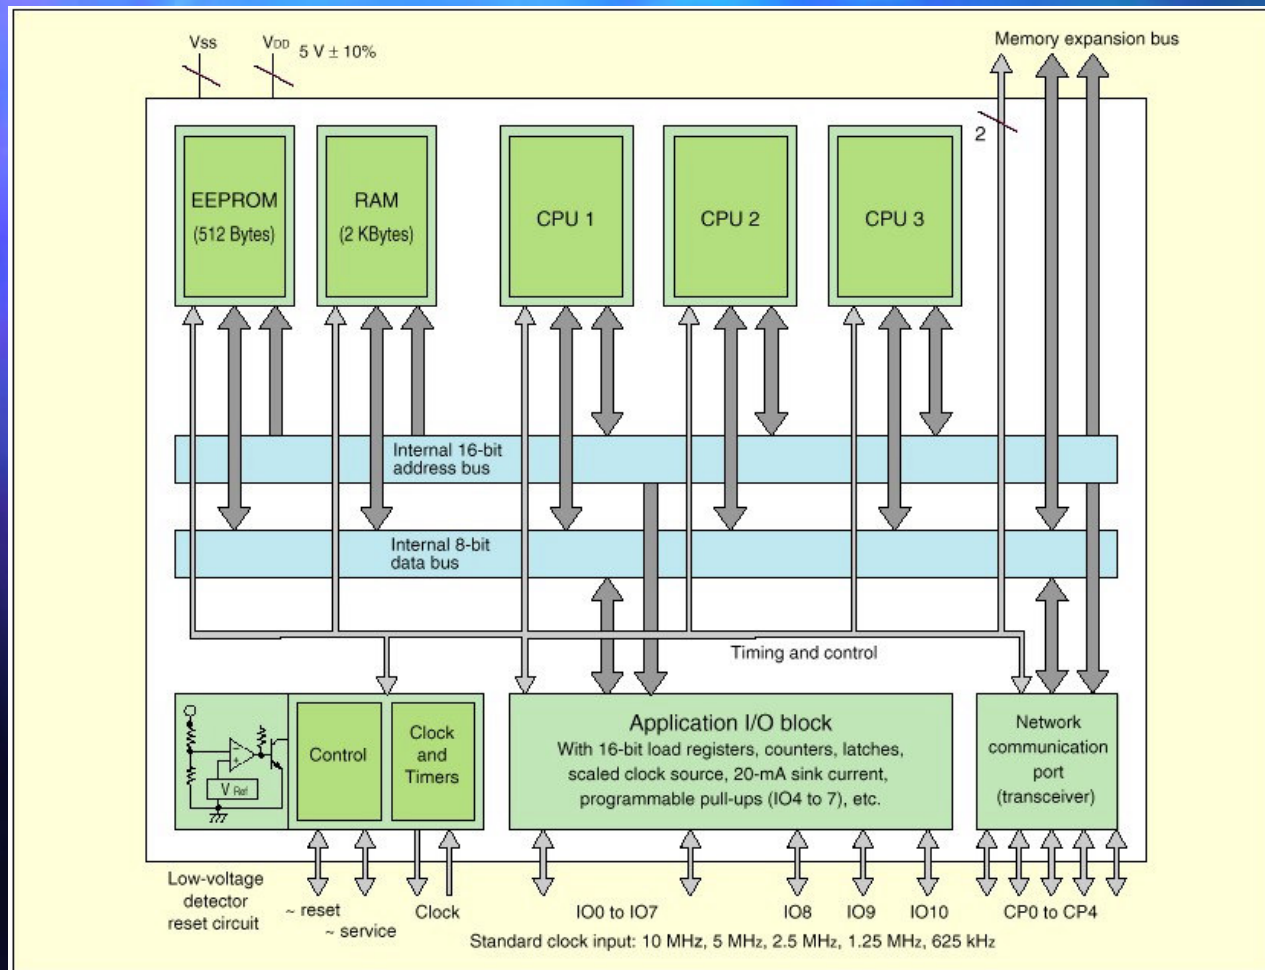 Vss
VDD
5 V ± 10%
Memory expansion bus
2
EEPROM
(512 Bytes)
RAM
(2 KBytes)
CPU 1
CPU 2
CPU 3
Internal 16-bit
address bus
Internal 8-bit
data bus
Timing and control
V Ref
Control
Clock
and
Timers
Application I/O block
With 16-bit load registers, counters, latches,
scaled clock source, 20-mA sink current,
programmable pull-ups (IO4 to 7), etc.
Network
communication
port
(transceiver)
Low-voltage
detector
reset circuit
~ reset
~ service
Clock
IO0 to IO7
IO8
IO9
IO10
CP0 to CP4
Standard clock input: 10 MHz, 5 MHz, 2.5 MHz, 1.25 MHz, 625 kHz